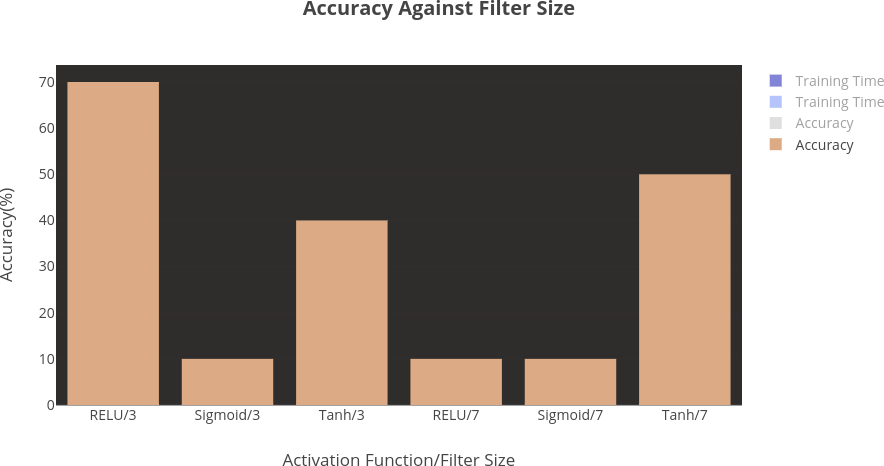 Accuracy Against Filter Size
Training Time
Training Time
Accuracy
Accuracy
Accuracy(%)
70
60
50
40
30
20
10
0
RELU/3 Sigmoid/3 Tanh/3 RELU/7 Sigmoid/7 Tanh/7
Activation Function/Filter Size